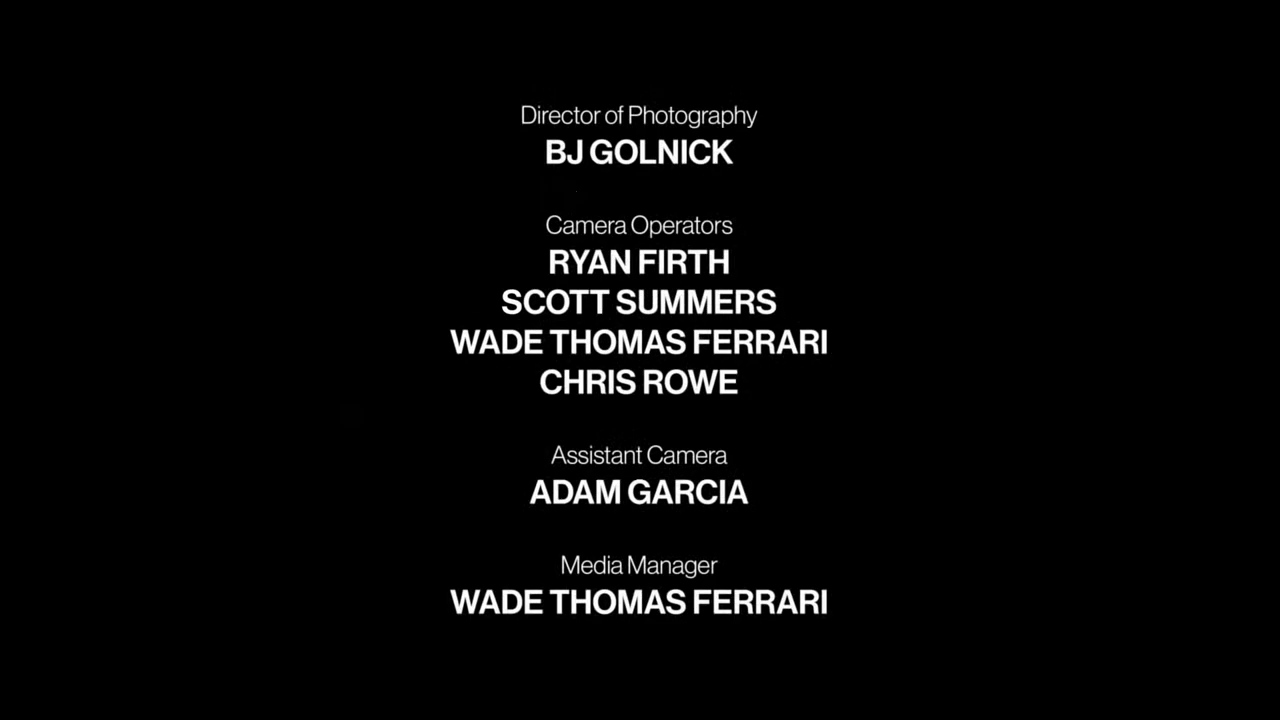 Director of Photography
BJ GOLNICK
Camera Operators
RYAN FIRTH
SCOTT SUMMERS
WADE THOMAS FERRARI
CHRIS ROWE
Assistant Camera
ADAM GARCIA
Media Manager
WADE THOMAS FERRARI